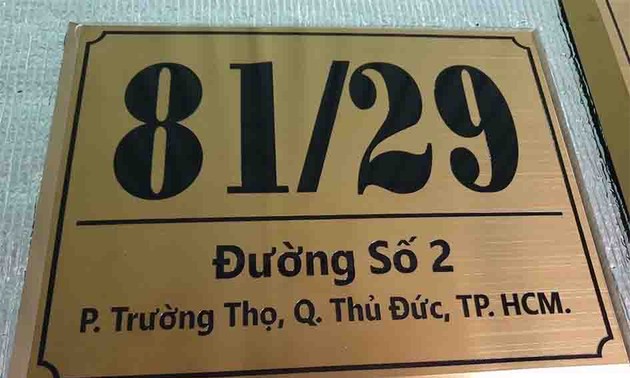 81/29
Đường Số 2
P. Trường Thọ, Q. Thủ Đức, TP. HCM.